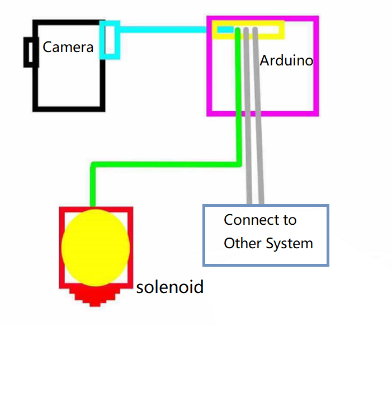 Camera
Arduino
Connect to
Other System
solenoid